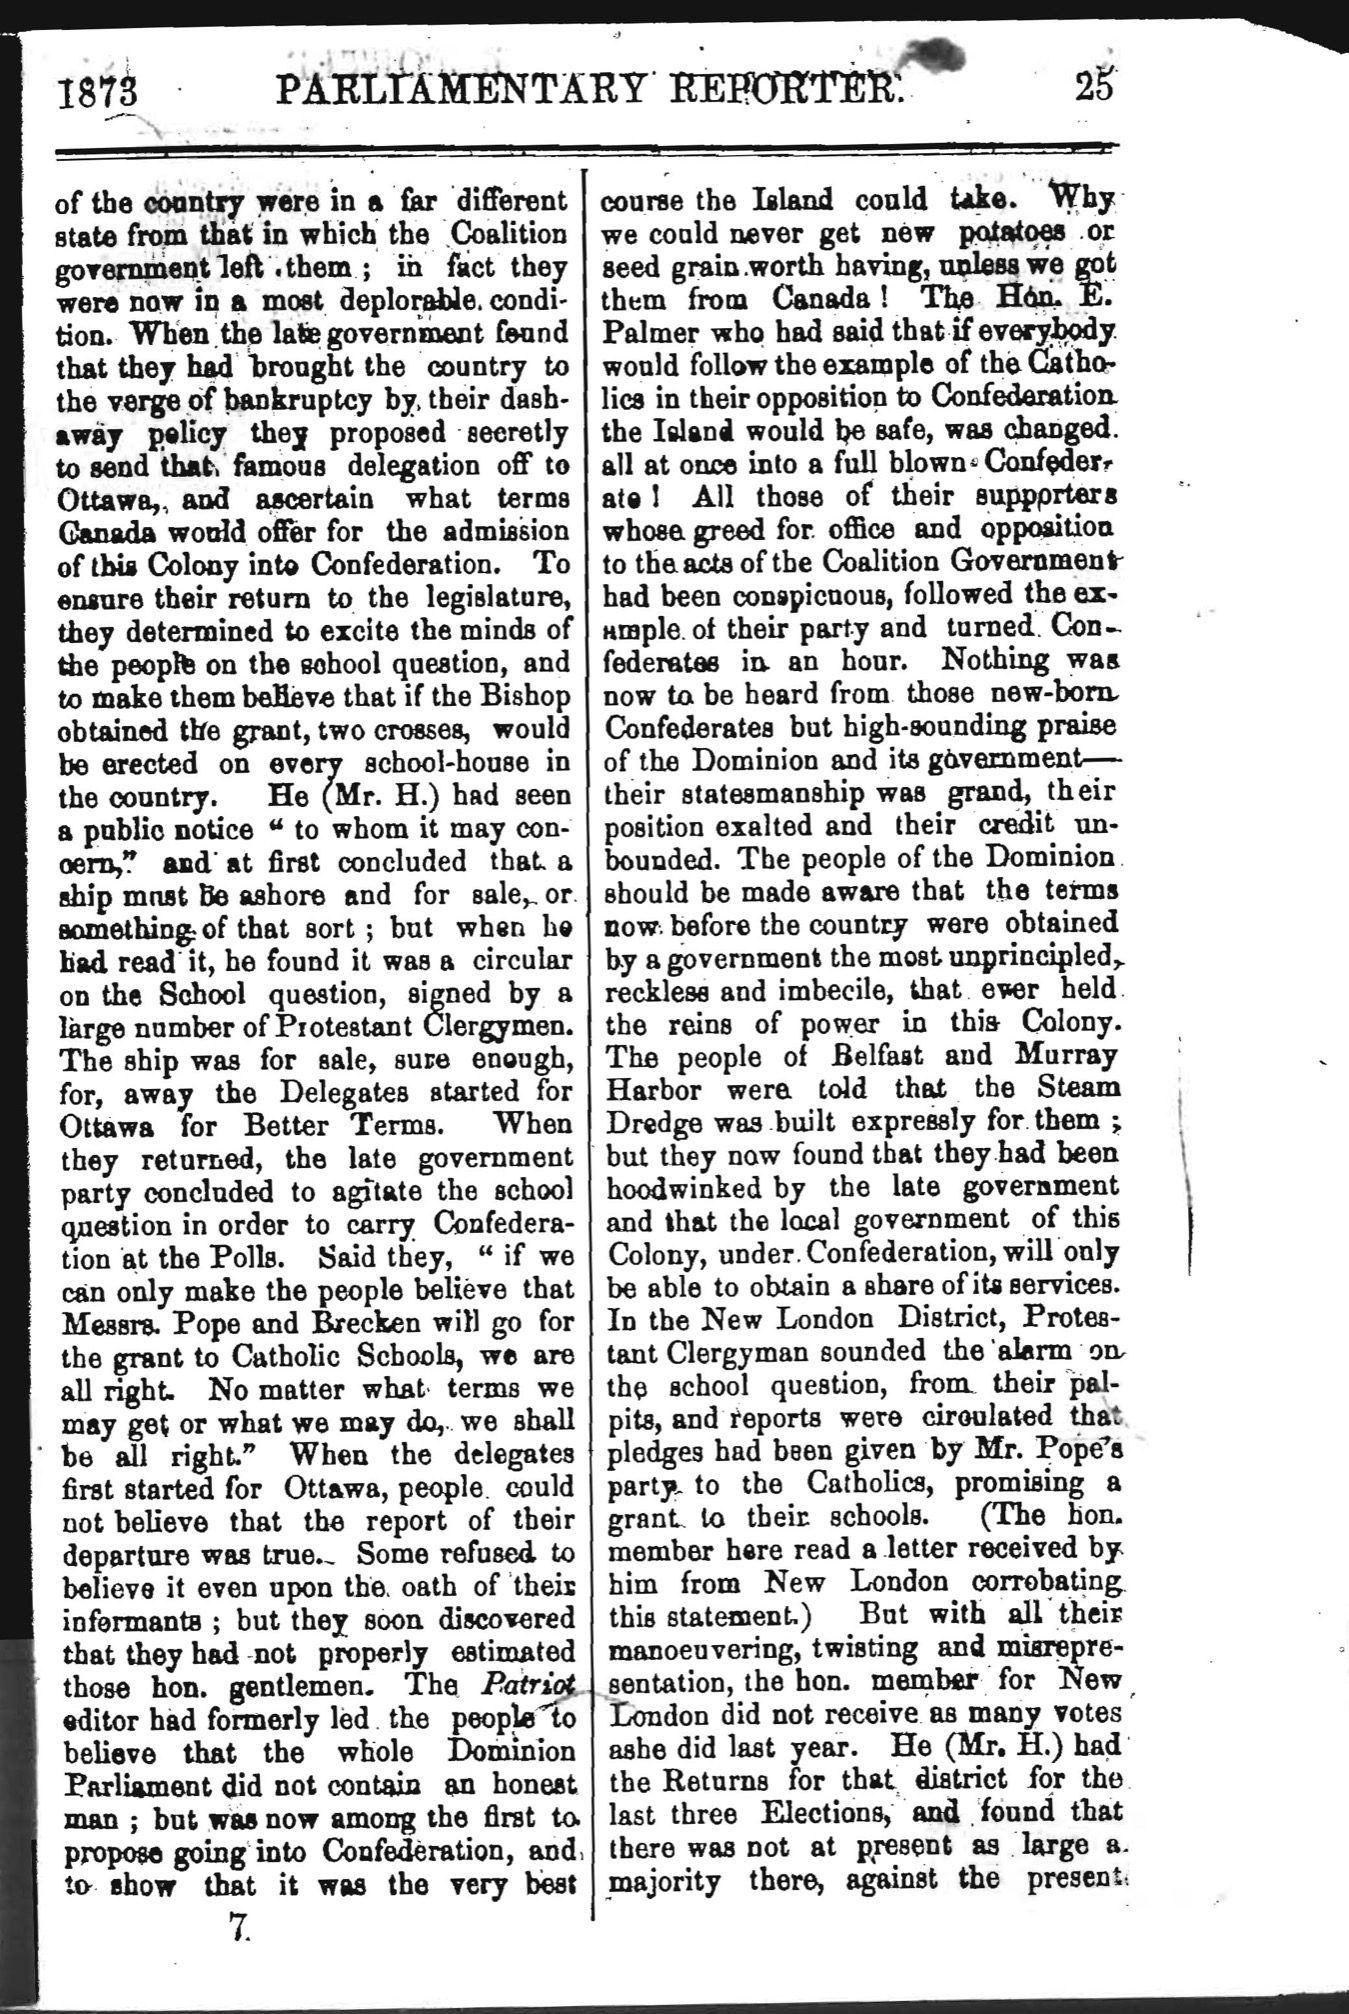 1873 PARLIAMENTARY REPORTER. 25
of the country were in a far different
state from that in which the Coalition
government left them ; in fact they
were now in a most deplorable condi-
tion. When the late government found
that they had brought the country to
the verge of bankruptcy by their dash-
away policy they proposed secretly
to send that famous delegation off to
Ottawa, and ascertain what terms
Canada would offer for the admission
of this Colony into Confederation. To
ensure their return to the legislature,
they determined to excite the minds of
the people on the school question, and
to make them believe that if the Bishop
obtained the grant, two crosses, would
be erected on every school-house in
the country. He (Mr. H.) had seen
a public notice “ to whom it may con-
cern,” and at first concluded that a
ship must be ashore and for sale, or
something of that sort ; but when he
had read it, he found it was a circular
on the School question, signed by a
large number of Protestant Clergymen.
The ship was for sale, sure enough,
for, away the Delegates started for
Ottawa for Better Terms. When
they returned, the late government
party concluded to agitate the school
question in order to carry Confedera-
tion at the Polls. Said they, “ if we
can only make the people believe that
Messrs. Pope and Brecken will go for
the grant to Catholic Schools, we are
all right. No matter what terms we
may get or what we may do, we shall
be all right.” When the delegates
first started for Ottawa, people could
not believe that the report of their
departure was true. Some refused to
believe it even upon the oath of their
informants ; but they soon discovered
that they had not properly estimated
those hon. gentlemen. The Patriot
editor had formerly led the people to
believe that the whole Dominion
Parliament did not contain an honest
man ; but was now among the first to
propose going into Confederation, and
to show that it was the very best
7.
course the Island could take. Why
we could never get new potatoes or
seed grain worth having, unless we got
them from Canada ! The Hon. E.
Palmer who had said that if everybody
would follow the example of the Catho-
lics in their opposition to Confederation
the Island would be safe, was changed
all at once into a full blown Confeder-
ate ! All those of their supporters
whose greed for office and opposition
to the acts of the Coalition Government
had been conspicuous, followed the ex-
ample of their party and turned Con-
federates in an hour. Nothing was
now to be heard from those new-born
Confederates but high-sounding praise
of the Dominion and its government—
their statesmanship was grand, their
position exalted and their credit un-
bounded. The people of the Dominion
should be made aware that the terms
now before the country were obtained
by a government the most unprincipled,
reckless and imbecile, that ever held
the reins of power in this Colony.
The people of Belfast and Murray
Harbor were told that the Steam
Dredge was built expressly for them ;
but they now found that they had been
hoodwinked by the late government
and that the local government of this
Colony, under Confederation, will only
be able to obtain a share of its services.
In the New London District, Protes-
tant Clergyman sounded the alarm on
the school question, from their pal-
pits, and reports were circulated that
pledges had been given by Mr. Pope's
party to the Catholics, promising a
grant to their schools. (The hon.
member here read a letter received by
him from New London corrobating
this statement.) But with all their
manoeuvering, twisting and misrepre-
sentation, the hon. member for New
London did not receive as many votes
ashe did last year. He (Mr. H.) had
the Returns for that district for the
last three Elections, and found that
there was not at present as large a
majority there, against the present